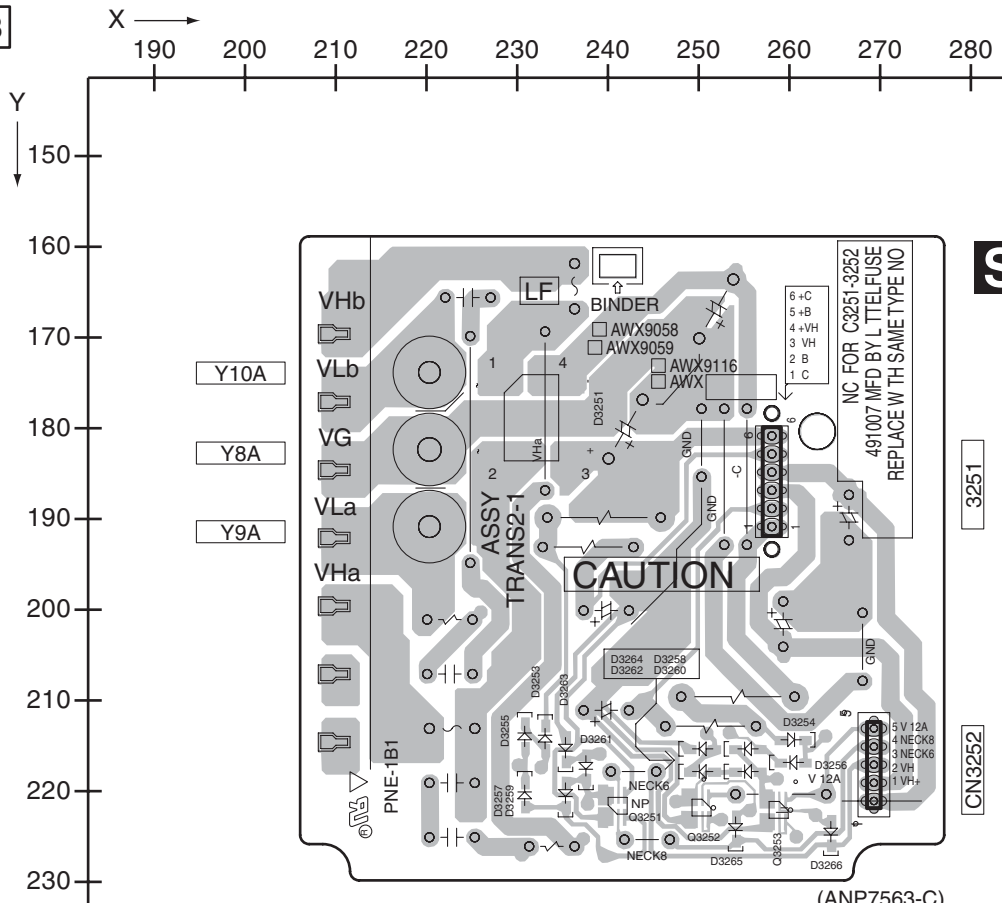 X
190 200 210 220 230 240 250 260 270 280
Y
150
160
170
180
190
200
210
220
230
VHb
VLb
VG
VLa
VHa
Y10A
Y8A
Y9A
LF
BINDER
AWX9058
AWX9059
AWX9116
AWX
1 4
2 3
D3251
+
VHa
ASSY
TRANS2-1
CAUTION
GND
GND
-C
6
6
1
1
6 +C
5 +B
4 +VH
3 VH
2 B
1 C
NC FOR C3251-3252
491007 MFD BY L TTELFUSE
REPLACE W TH SAME TYPE NO
S
3251
GND
D3264 D3258
D3262 D3260
D3253
D3263
D3255
D3261
D3257
D3259
D3254
D3256
V 12A
5 V 12A
4 NECK8
3 NECK6
2 VH
1 VH+
CN3252
NECK6
NP
Q3251
Q3252
Q3253
NECK8
D3265
D3266
PNE-1B1
(ANP7563-C)